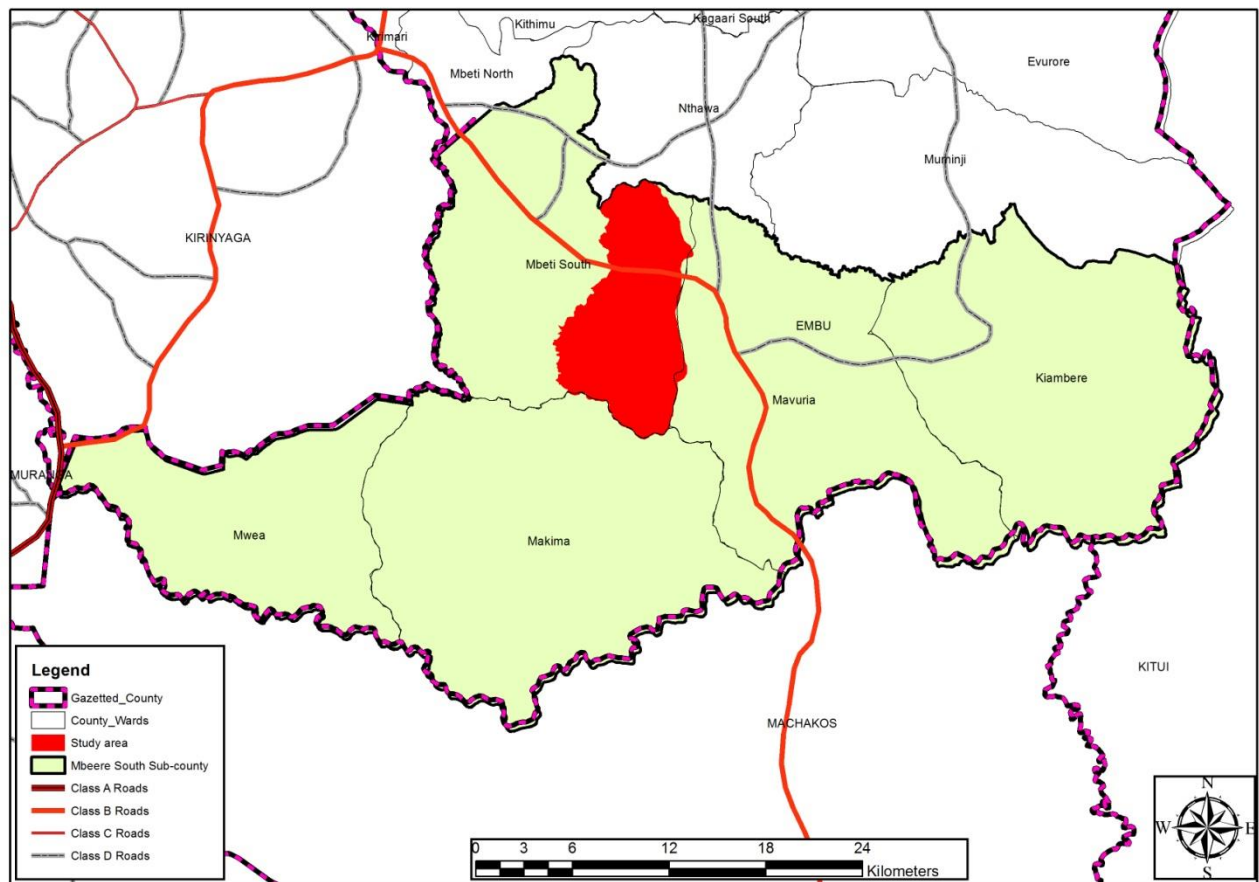 Kagaari South
Kithimu
Kirimari
Evurore
Mbeti North
Nthawa
Muminji
KIRINYAGA
Mbeti South
EMBU
Kiambere
Mavuria
MURANGA
Mwea
Makima
KITUI
MACHAKOS
Legend
Gazetted_County
County_Wards
Study area
Mbeere South Sub-county
Class A Roads
Class B Roads
Class C Roads
Class D Roads
0 3 6 12 18 24
Kilometers
N
W E
S